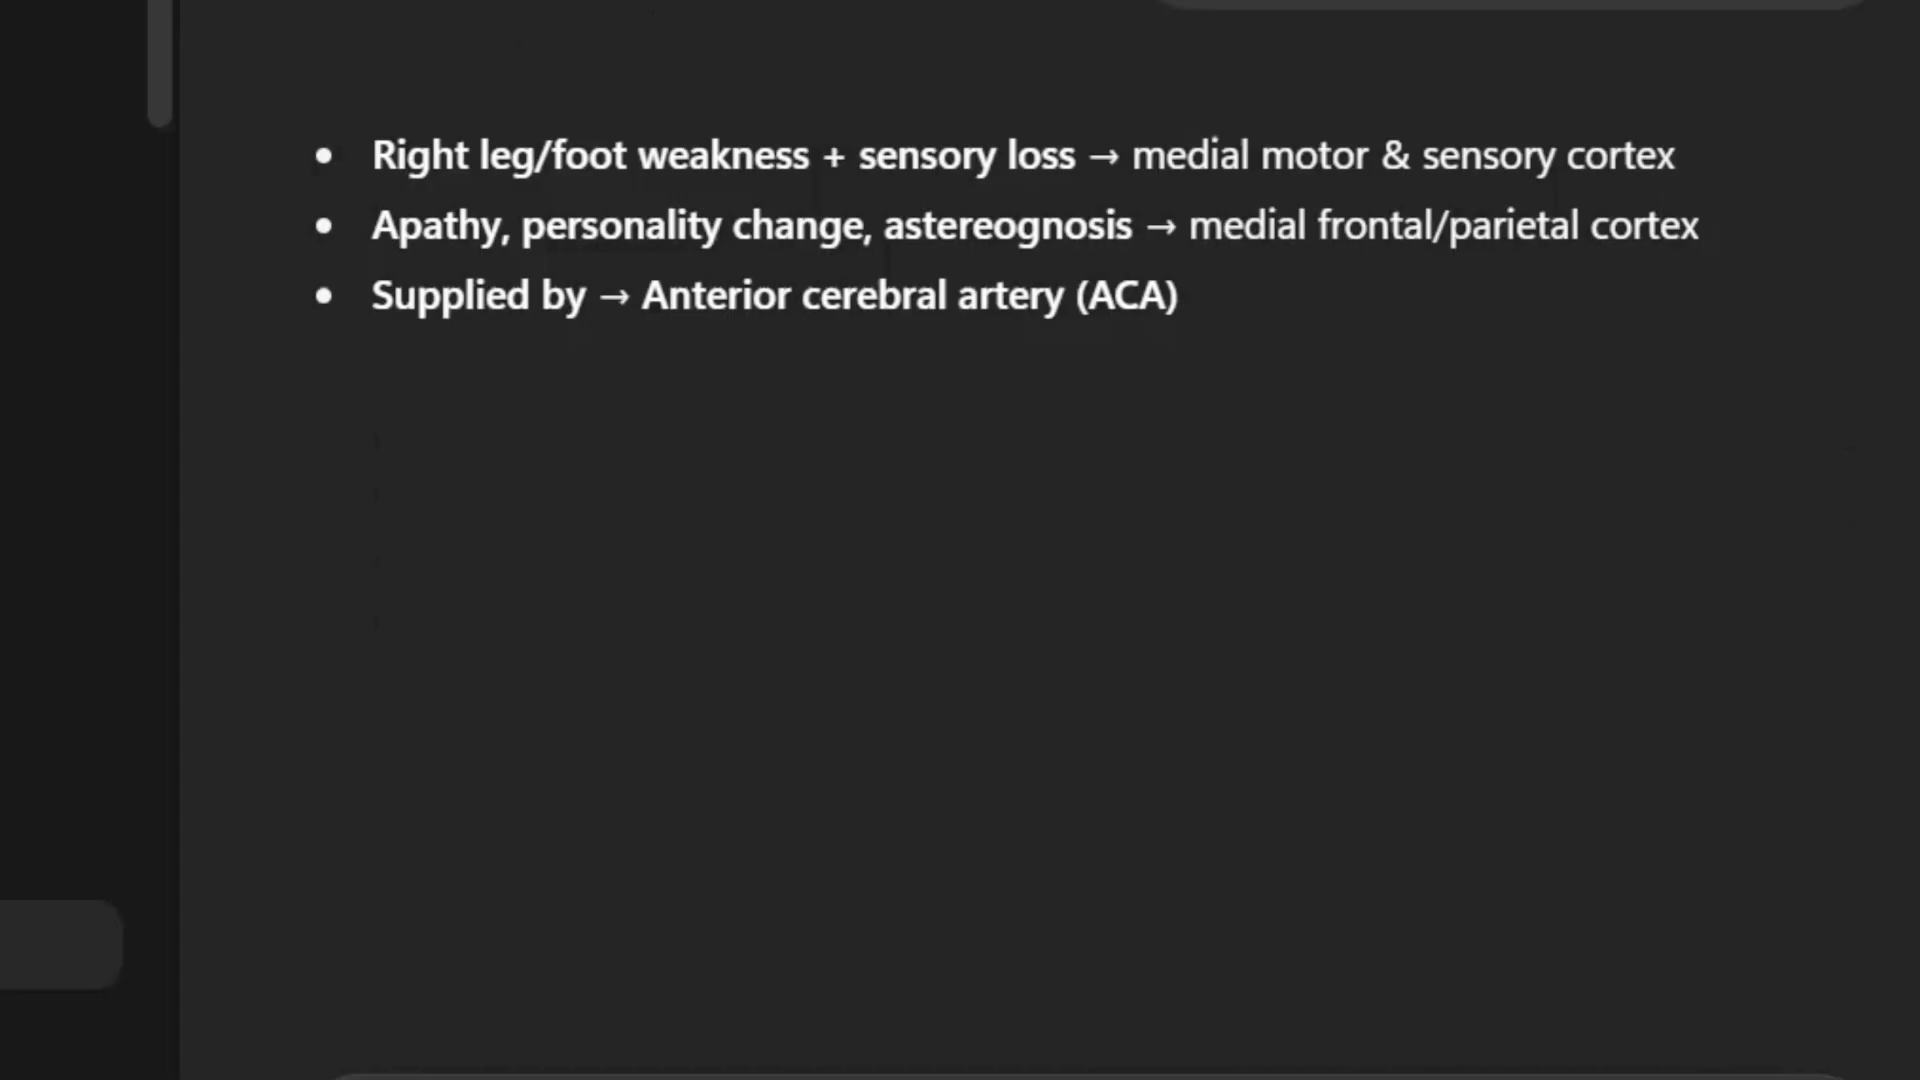 • Right leg/foot weakness + sensory loss → medial motor & sensory cortex
• Apathy, personality change, astereognosis → medial frontal/parietal cortex
• Supplied by → Anterior cerebral artery (ACA)